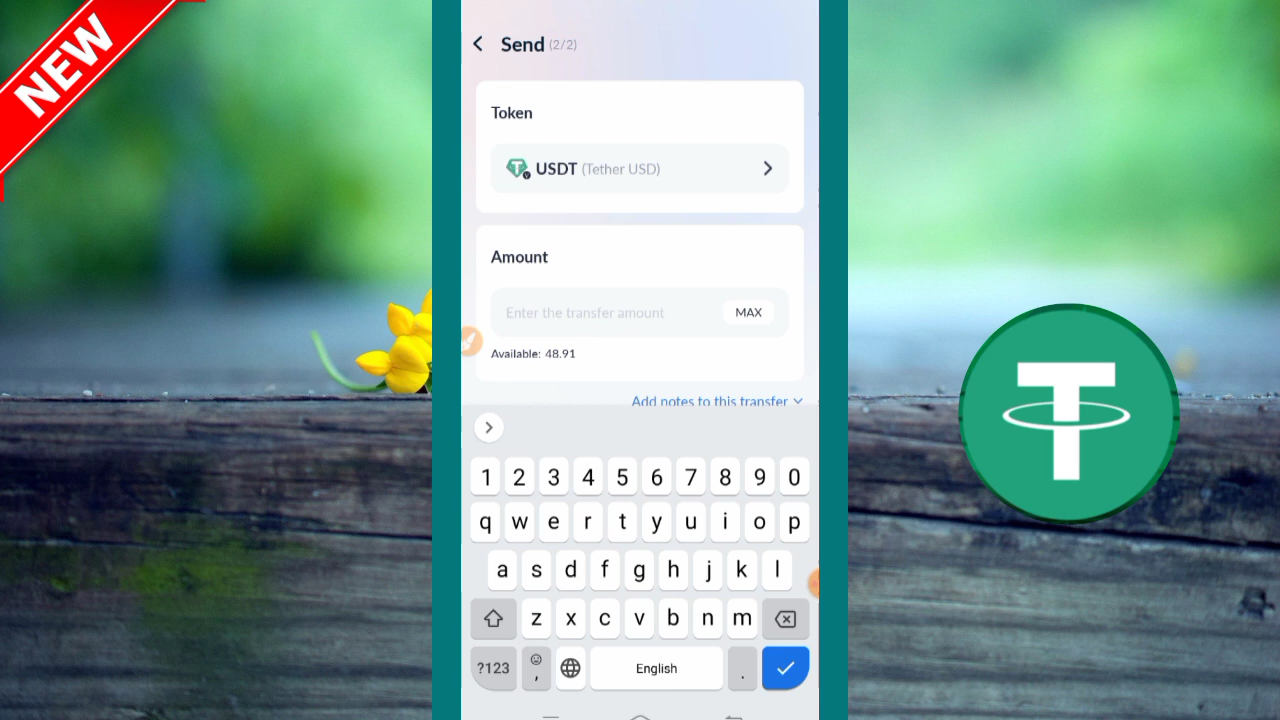 NEW
Send (2/2)
Token
USDT (Tether USD)
Amount
Enter the transfer amount
MAX
Available: 48.91
Add notes to this transfer
1 2 3 4 5 6 7 8 9 0
q w e r t y u i o p
a s d f g h j k l
z x c v b n m
?123 , English .